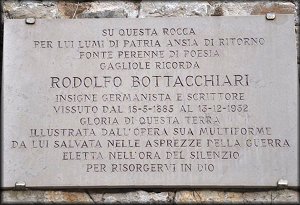 SU QUESTA ROCCA
PER LUI LUMI DI PATRIA ANSIA DI RITORNO
FONTE PERENNE DI POESIA
GAGLIOLE RICORDA
RODOLFO BOTTACCHIARI
INSIGNE GERMANISTA E SCRITTORE
VISSUTO DAL 18-5-1885 AL 13-12-1952
GLORIA DI QUESTA TERRA
ILLUSTRATA DALL'OPERA SUA MULTIFORME
DA LUI SALVATA NELLE ASPREZZE DELLA GUERRA
ELETTA NELL'ORA DEL SILENZIO
PER RISORGERVI IN DIO